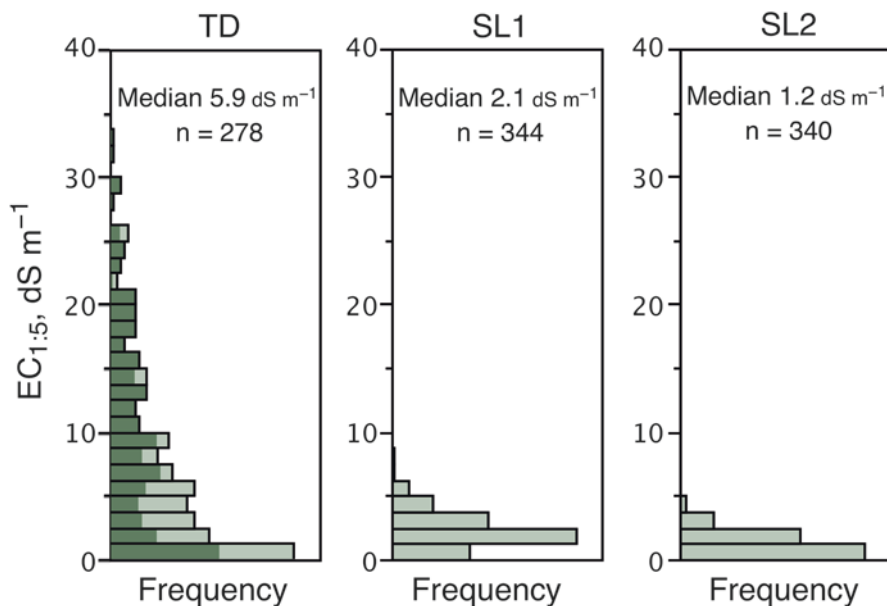 TD
SL1
SL2
40
Median 5.9 dS m⁻¹
n = 278
30
20
10
0
EC1:5, dS m⁻¹
Frequency
40
Median 2.1 dS m⁻¹
n = 344
30
20
10
0
Frequency
40
Median 1.2 dS m⁻¹
n = 340
30
20
10
0
Frequency